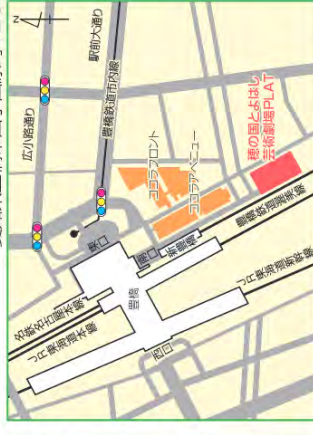 N
広小路通り
駅前大通り
豊橋鉄道市内線
ココラフロント
ココラアベニュー
穂の国とよはし
芸術劇場PLAT
東口
南口
新豊橋
豊橋
西口
名鉄名古屋本線
JR東海道本線
豊橋鉄道渥美線
JR東海道新幹線